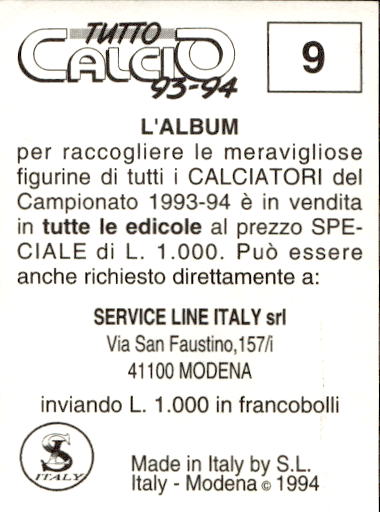 TUTTO
CALCIO
93-94
9
L'ALBUM
per raccogliere le meravigliose
figurine di tutti i CALCIATORI del
Campionato 1993-94 è in vendita
in tutte le edicole al prezzo SPE-
CIALE di L. 1.000. Può essere
anche richiesto direttamente a:
SERVICE LINE ITALY srl
Via San Faustino,157/i
41100 MODENA
inviando L. 1.000 in francobolli
SL
ITALY
Made in Italy by S.L.
Italy - Modena © 1994